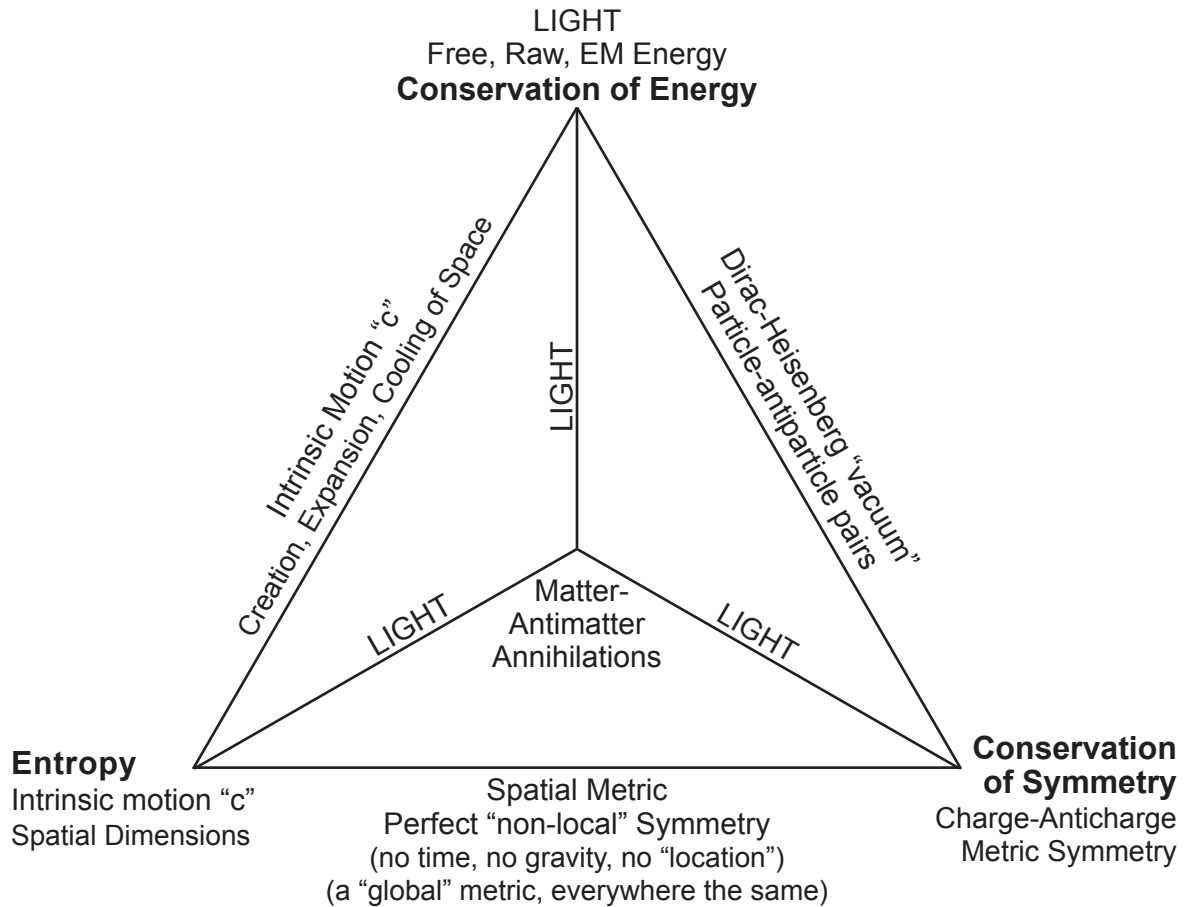 LIGHT
Free, Raw, EM Energy
Conservation of Energy
Intrinsic Motion “c”
Creation, Expansion, Cooling of Space
LIGHT
Dirac-Heisenberg “vacuum”
Particle-antiparticle pairs
LIGHT
Matter-
Antimatter
Annihilations
LIGHT
Entropy
Intrinsic motion “c”
Spatial Dimensions
Spatial Metric
Perfect “non-local” Symmetry
(no time, no gravity, no “location”)
(a “global” metric, everywhere the same)
Conservation
of Symmetry
Charge-Anticharge
Metric Symmetry